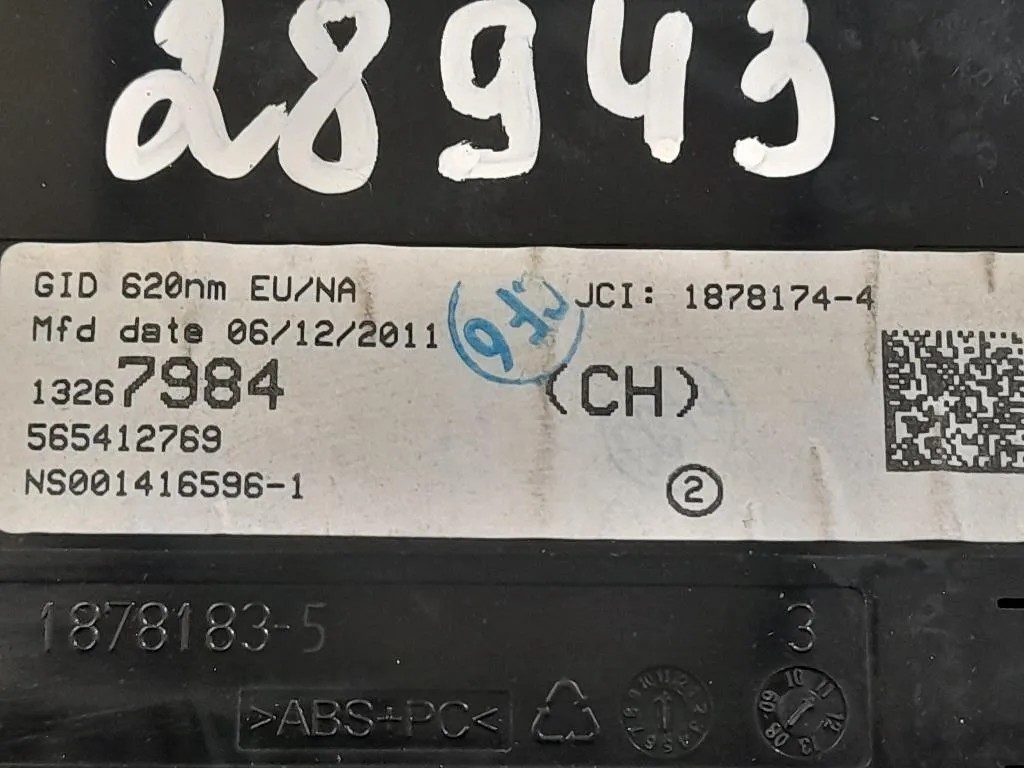 28943
GID 620nm EU/NA
JCI: 1878174-4
Mfd date 06/12/2011
13267984
(CH)
565412769
NS001416596-1
2
1878183-5
3
>ABS+PC<